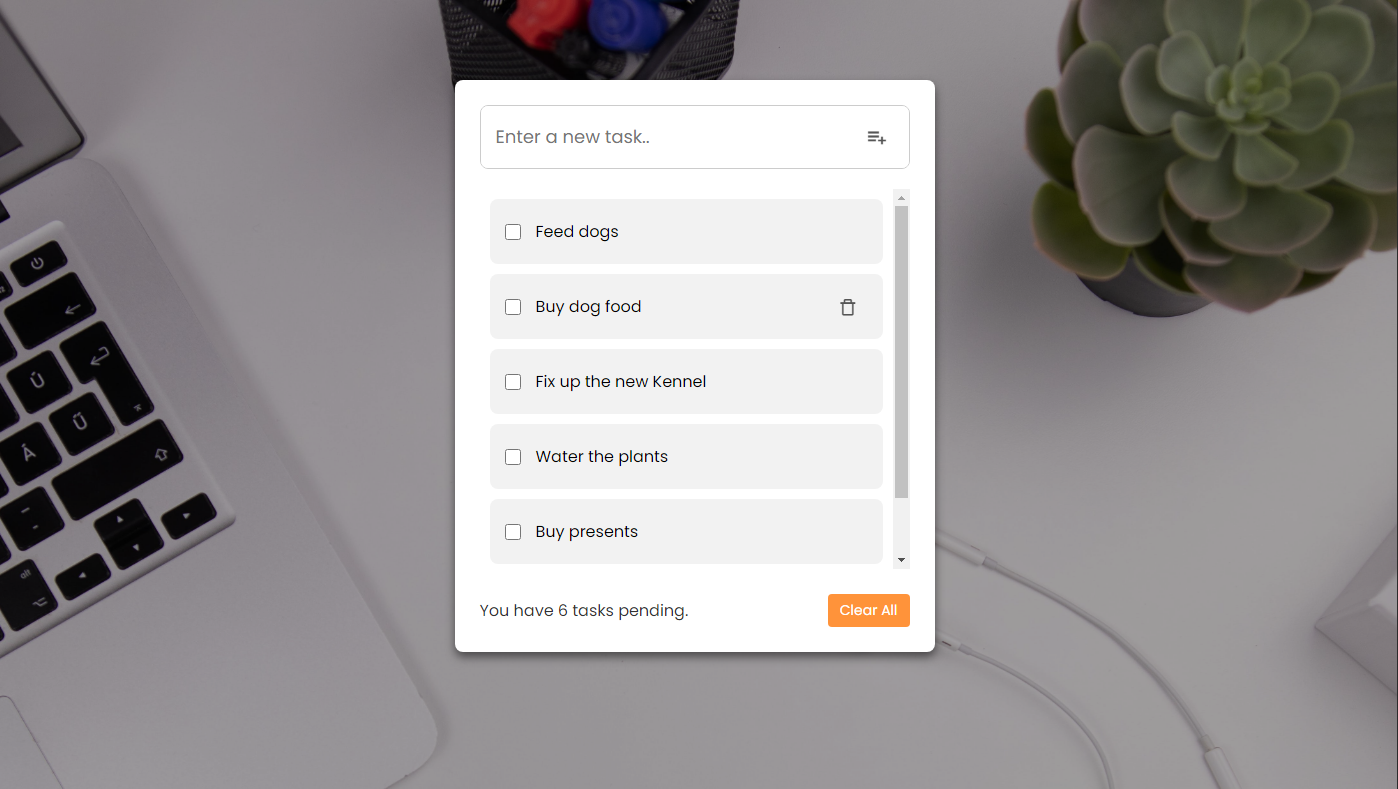 Enter a new task..
Feed dogs
Buy dog food
Fix up the new Kennel
Water the plants
Buy presents
You have 6 tasks pending.
Clear All
Ú
Ű
Á
alt